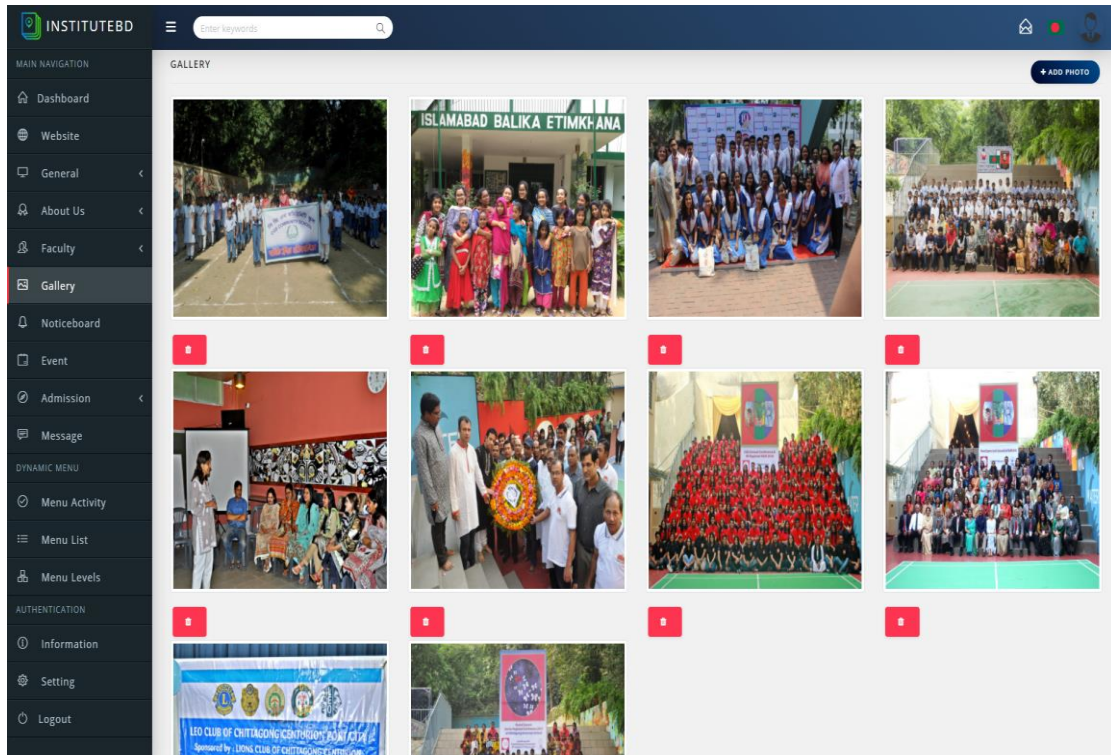 INSTITUTEBD
Enter keywords
MAIN NAVIGATION
Dashboard
Website
General
About Us
Faculty
Gallery
Noticeboard
Event
Admission
Message
DYNAMIC MENU
Menu Activity
Menu List
Menu Levels
AUTHENTICATION
Information
Setting
Logout
GALLERY
+ ADD PHOTO
ISLAMABAD BALIKA ETIMKHANA
LEO CLUB OF CHITTAGONG CENTURION PORT CITY
Sponsored by : LIONS CLUB OF CHITTAGONG